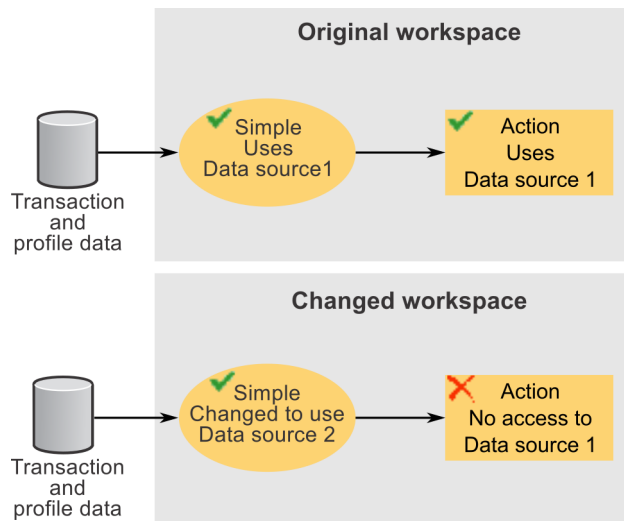 Original workspace
Simple
Uses
Data source1
Action
Uses
Data source 1
Transaction
and
profile data
Changed workspace
Simple
Changed to use
Data source 2
Action
No access to
Data source 1
Transaction
and
profile data